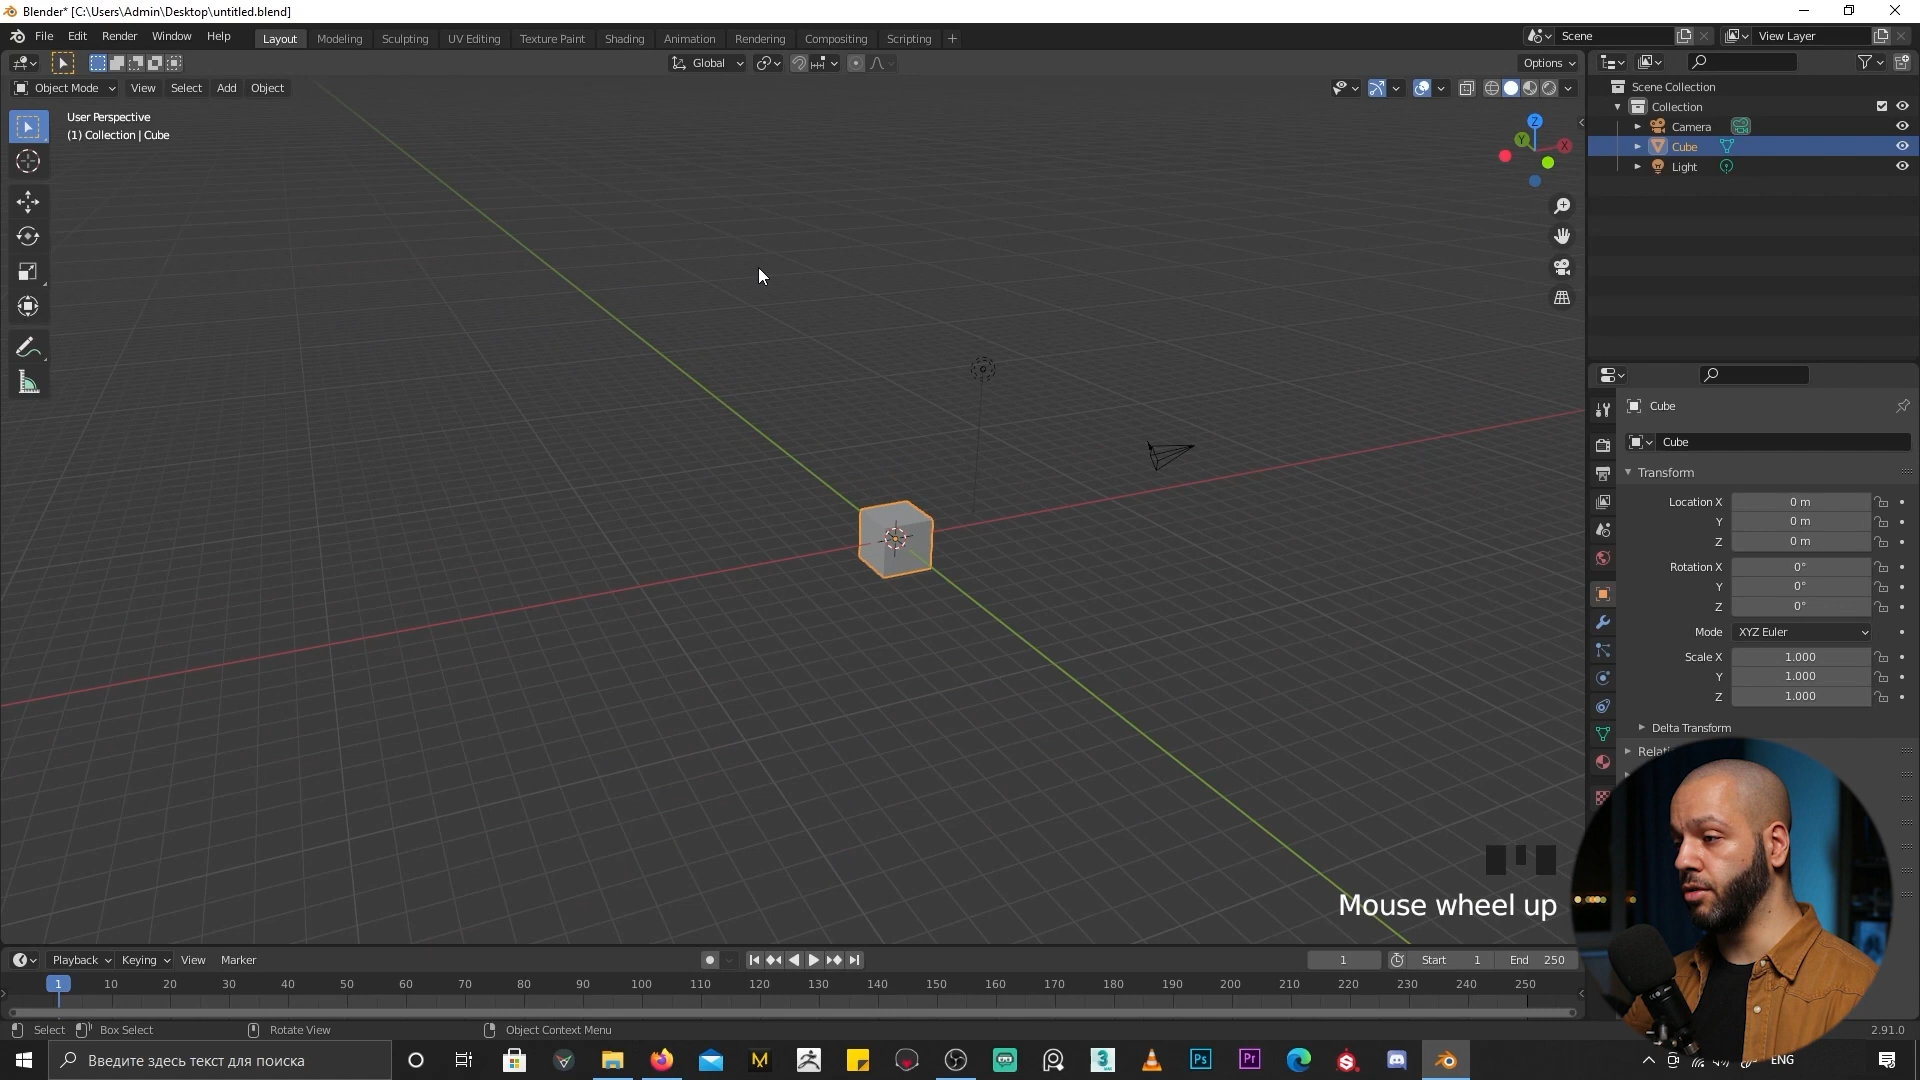 Blender* [C:\Users\Admin\Desktop\untitled.blend]
File Edit Render Window Help
Layout Modeling Sculpting UV Editing Texture Paint Shading Animation Rendering Compositing Scripting +
Scene
View Layer
Global
Options
Object Mode View Select Add Object
User Perspective
(1) Collection | Cube
Z
Y
X
Scene Collection
Collection
Camera
Cube
Light
Cube
Cube
Transform
Location X 0 m
Y 0 m
Z 0 m
Rotation X 0°
Y 0°
Z 0°
Mode XYZ Euler
Scale X 1.000
Y 1.000
Z 1.000
Delta Transform
Mouse wheel up
Playback Keying View Marker
1 Start 1 End 250
1 10 20 30 40 50 60 70 80 90 100 110 120 130 140 150 160 170 180 190 200 210 220 230 240 250
Select Box Select Rotate View Object Context Menu
2.91.0
Введите здесь текст для поиска
M
3
Ps
Pr
S
ENG